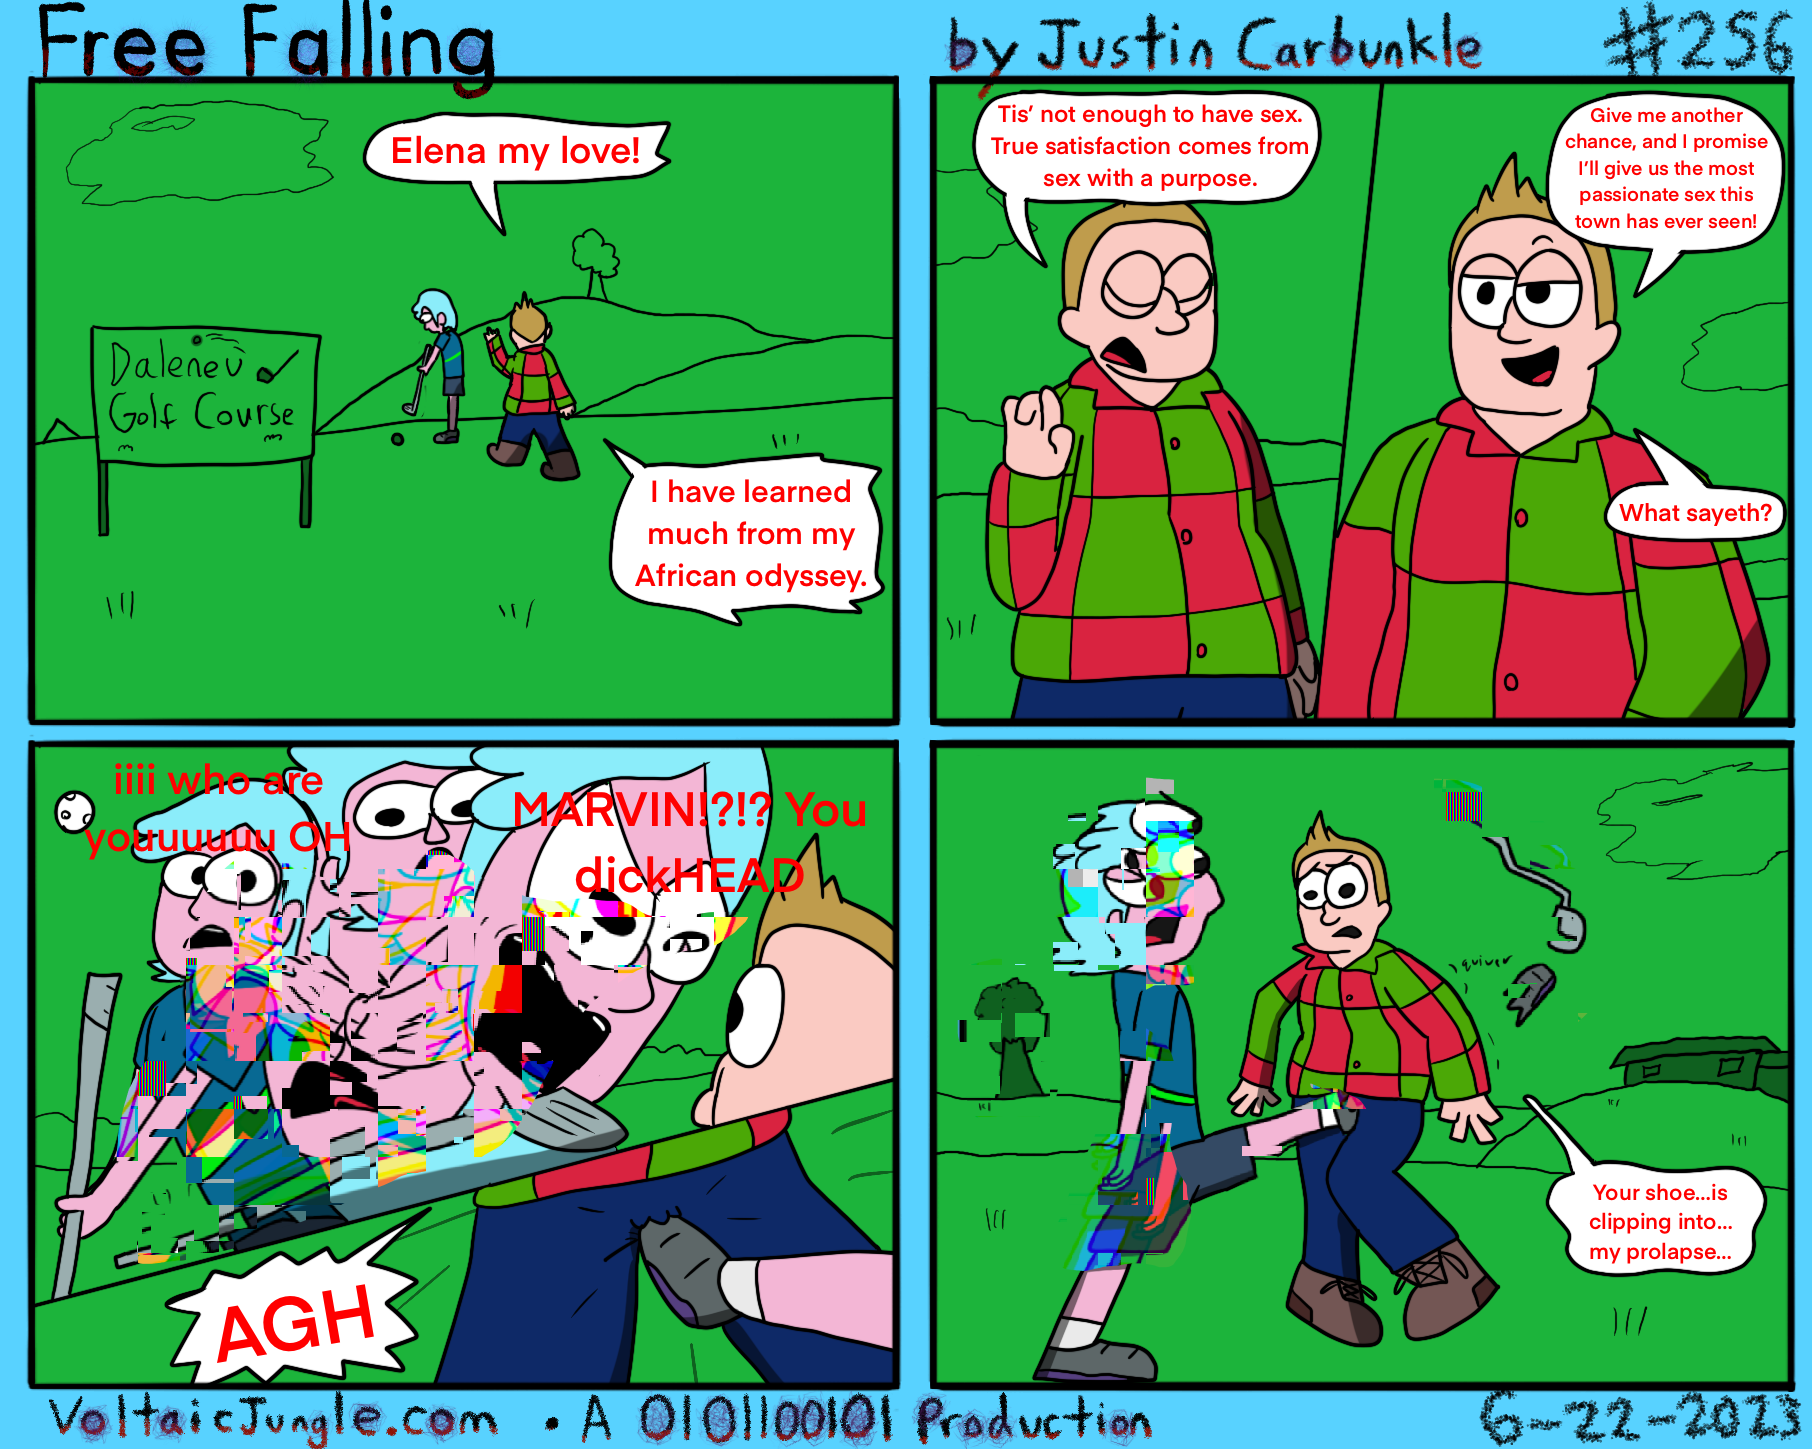 Free Falling
by Justin Carbunkle
#256
Elena my love!
Dalenev
Golf Course
I have learned
much from my
African odyssey.
Tis' not enough to have sex.
True satisfaction comes from
sex with a purpose.
Give me another
chance, and I promise
I'll give us the most
passionate sex this
town has ever seen!
What sayeth?
iiii who are
youuuuuu OH
MARVIN!?!? You
dickHEAD
AGH
quiver
Your shoe...is
clipping into...
my prolapse...
VoltaicJungle.com • A 0101100101 Production
6-22-2023